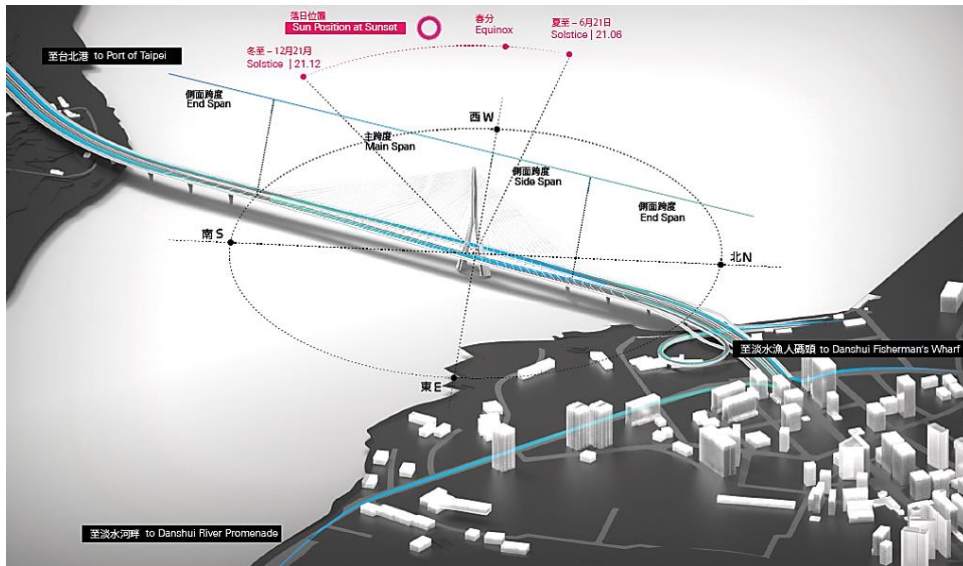 落日位置
Sun Position at Sunset
春分
Equinox
夏至 – 6月21日
Solstice | 21.06
冬至 – 12月21月
Solstice | 21.12
至台北港 to Port of Taipei
側面跨度
End Span
主跨度
Main Span
西 W
側面跨度
Side Span
側面跨度
End Span
南 S
北 N
至淡水漁人碼頭 to Danshui Fisherman's Wharf
東 E
至淡水河畔 to Danshui River Promenade